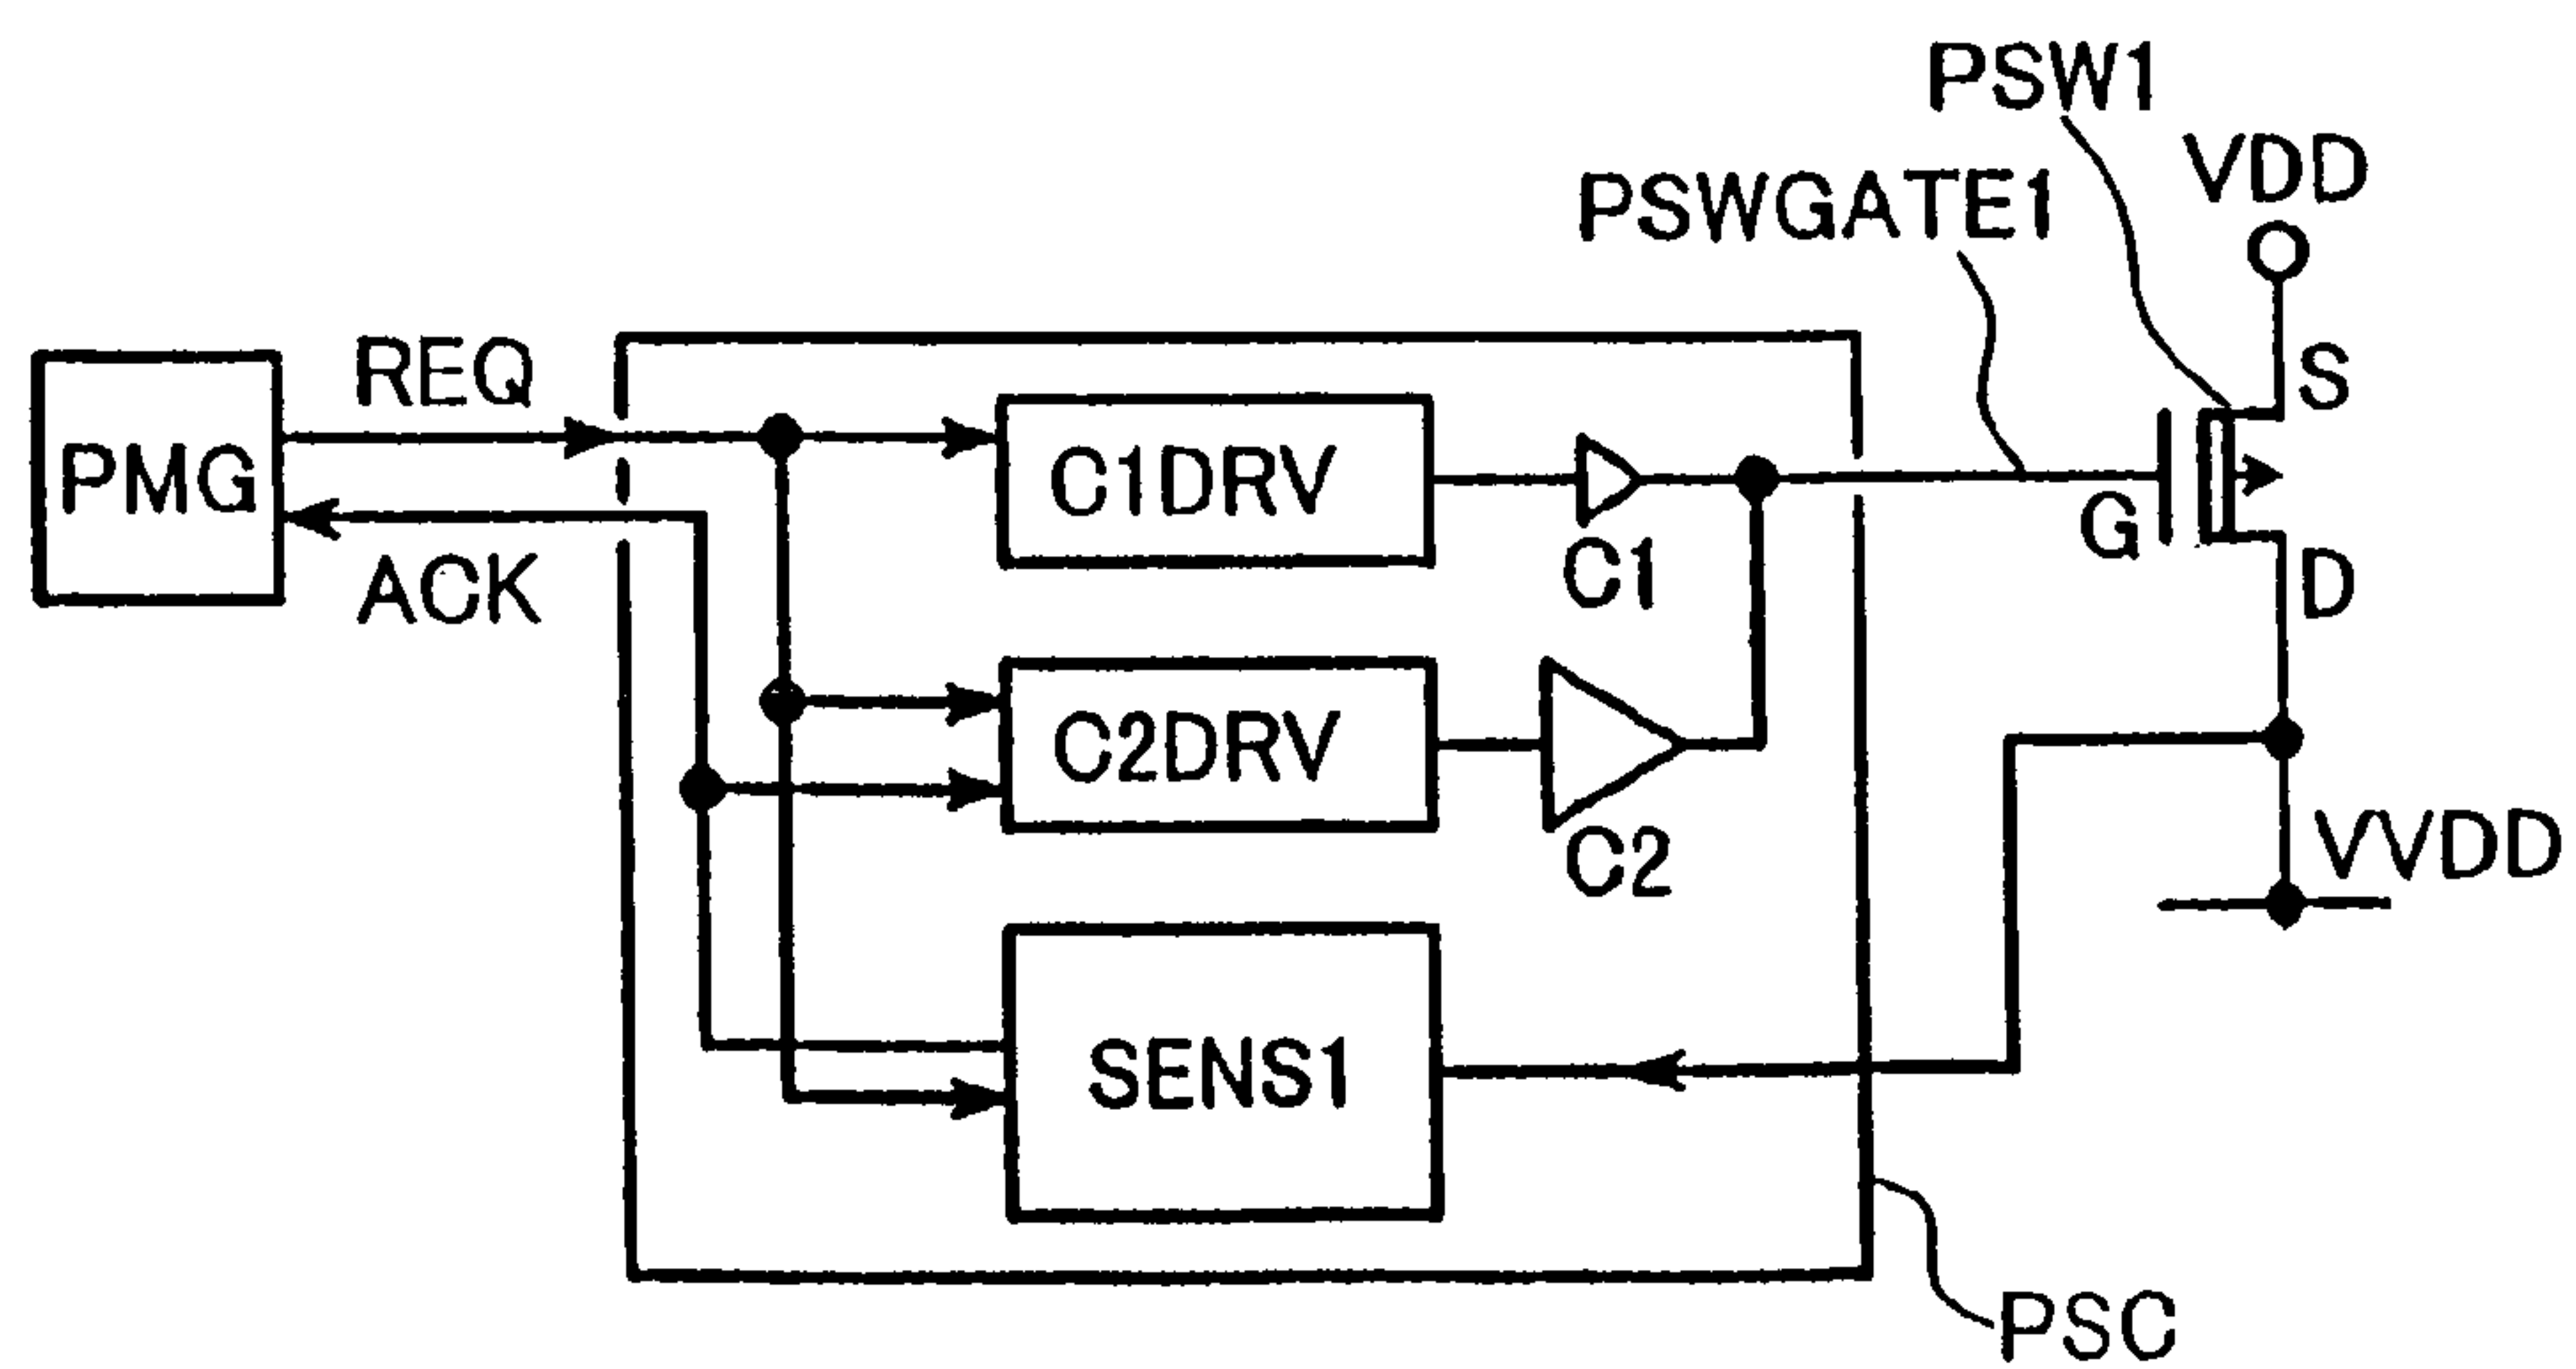 PSW1
VDD
PSWGATE1
REQ
S
PMG
C1DRV
G
C1
ACK
D
C2DRV
VVDD
C2
SENS1
PSC